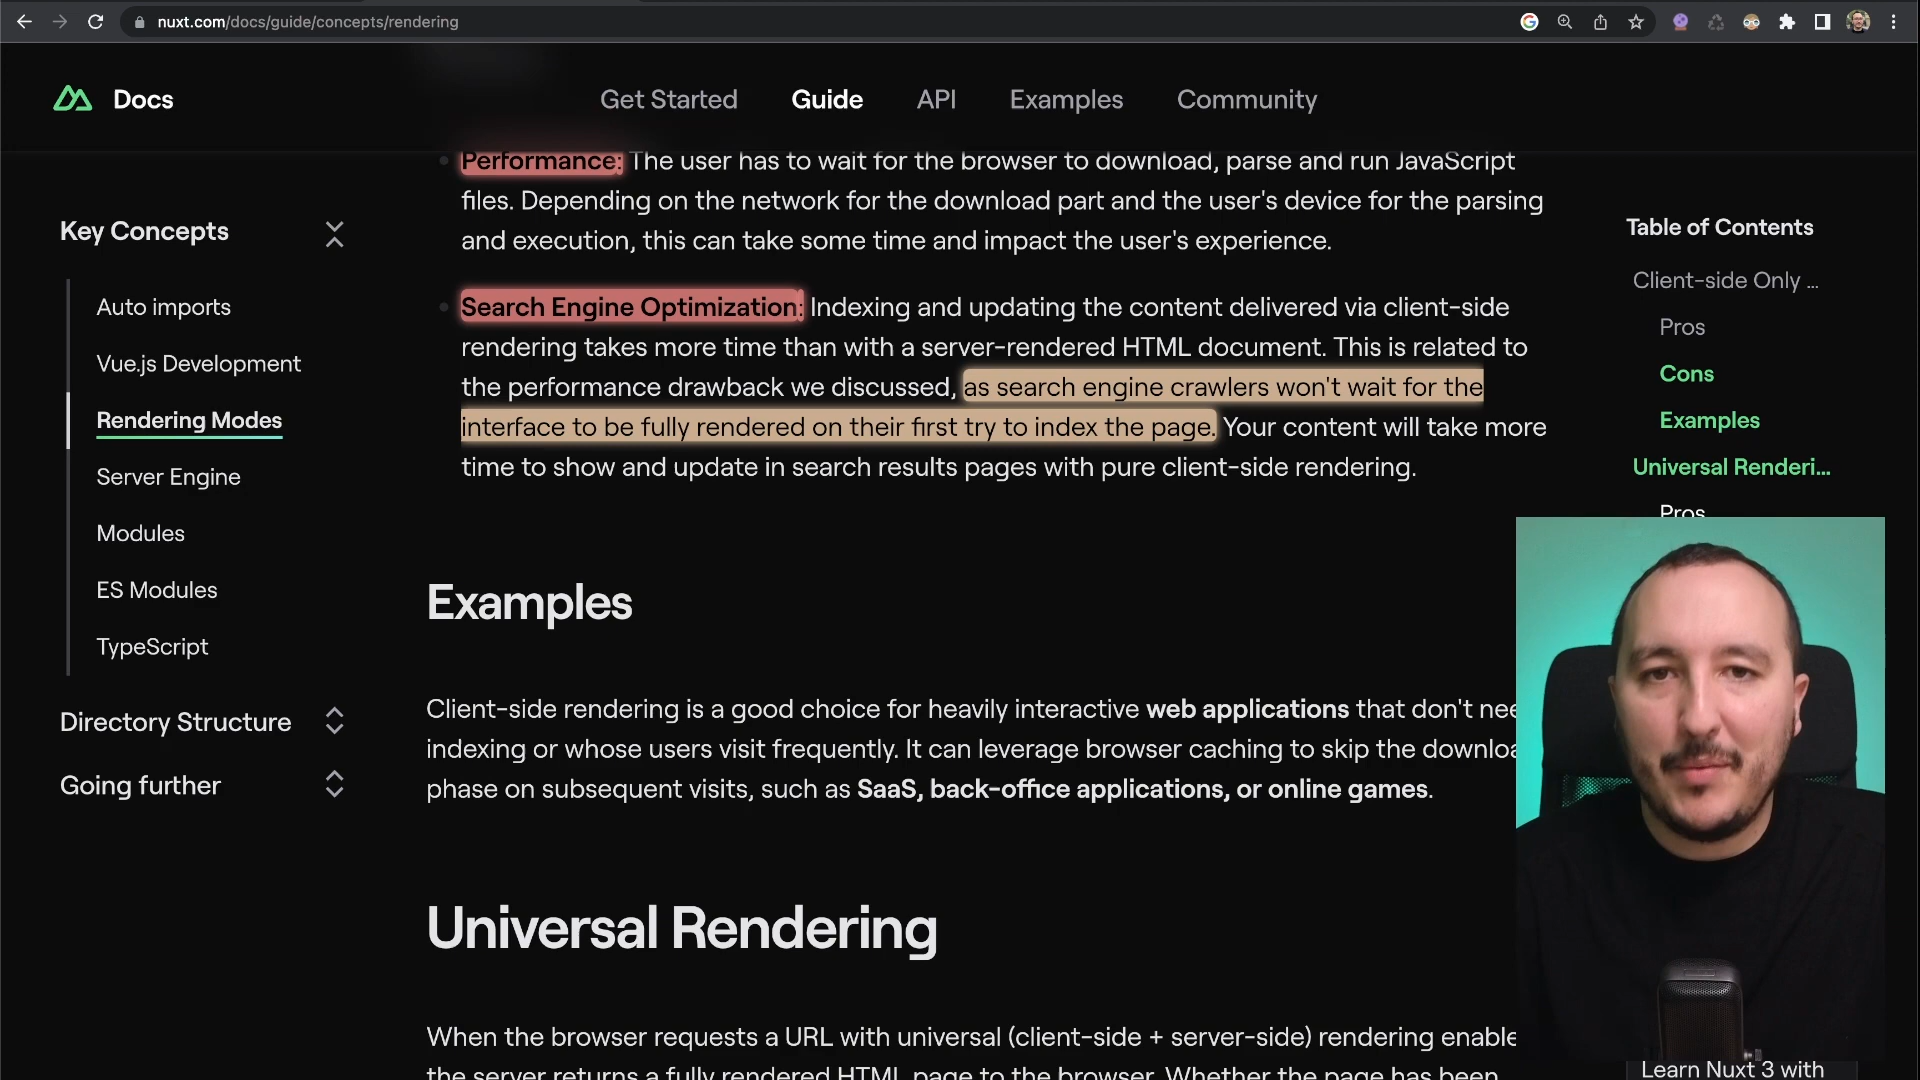 nuxt.com/docs/guide/concepts/rendering
Docs
Get Started
Guide
API
Examples
Community
Key Concepts
Auto imports
Vue.js Development
Rendering Modes
Server Engine
Modules
ES Modules
TypeScript
Directory Structure
Going further
Performance: The user has to wait for the browser to download, parse and run JavaScript
files. Depending on the network for the download part and the user's device for the parsing
and execution, this can take some time and impact the user's experience.
Search Engine Optimization: Indexing and updating the content delivered via client-side
rendering takes more time than with a server-rendered HTML document. This is related to
the performance drawback we discussed, as search engine crawlers won't wait for the
interface to be fully rendered on their first try to index the page. Your content will take more
time to show and update in search results pages with pure client-side rendering.
Examples
Client-side rendering is a good choice for heavily interactive web applications that don't nee
indexing or whose users visit frequently. It can leverage browser caching to skip the downloa
phase on subsequent visits, such as SaaS, back-office applications, or online games.
Universal Rendering
When the browser requests a URL with universal (client-side + server-side) rendering enable
the server returns a fully rendered HTML page to the browser. Whether the page has been
Table of Contents
Client-side Only ...
Pros
Cons
Examples
Universal Renderi...
Pros
Learn Nuxt 3 with